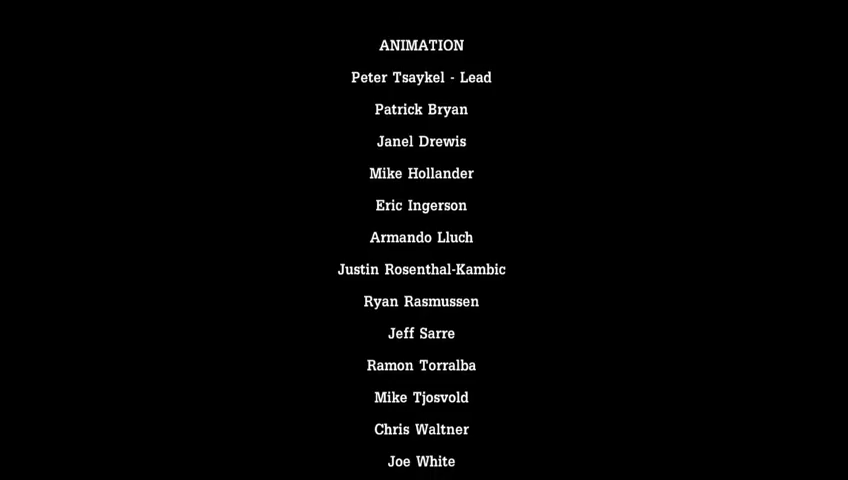 ANIMATION
Peter Tsaykel - Lead
Patrick Bryan
Janel Drewis
Mike Hollander
Eric Ingerson
Armando Lluch
Justin Rosenthal-Kambic
Ryan Rasmussen
Jeff Sarre
Ramon Torralba
Mike Tjosvold
Chris Waltner
Joe White